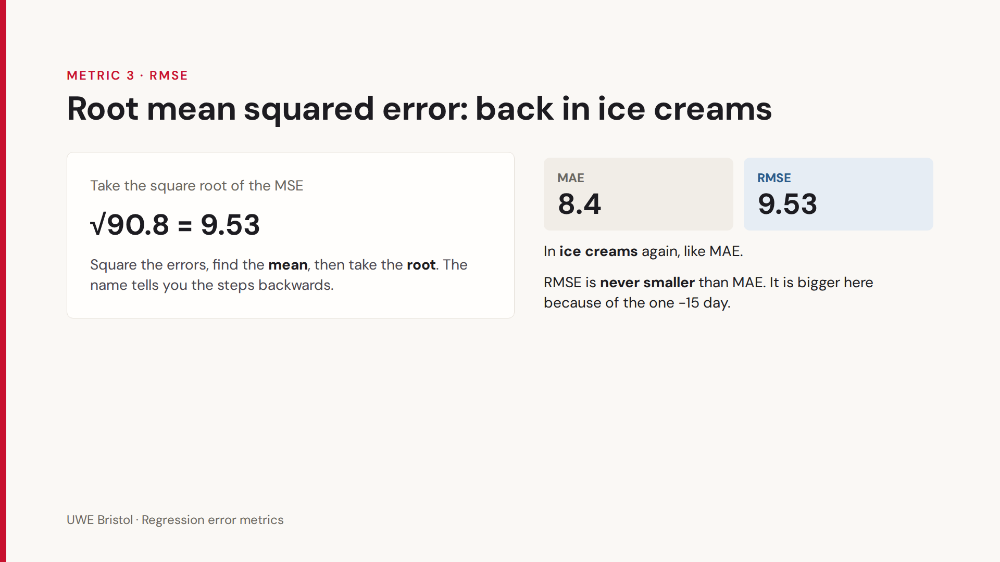 METRIC 3 · RMSE
Root mean squared error: back in ice creams
Take the square root of the MSE
√90.8 = 9.53
Square the errors, find the mean, then take the root. The
name tells you the steps backwards.
MAE
8.4
RMSE
9.53
In ice creams again, like MAE.
RMSE is never smaller than MAE. It is bigger here
because of the one −15 day.
UWE Bristol · Regression error metrics